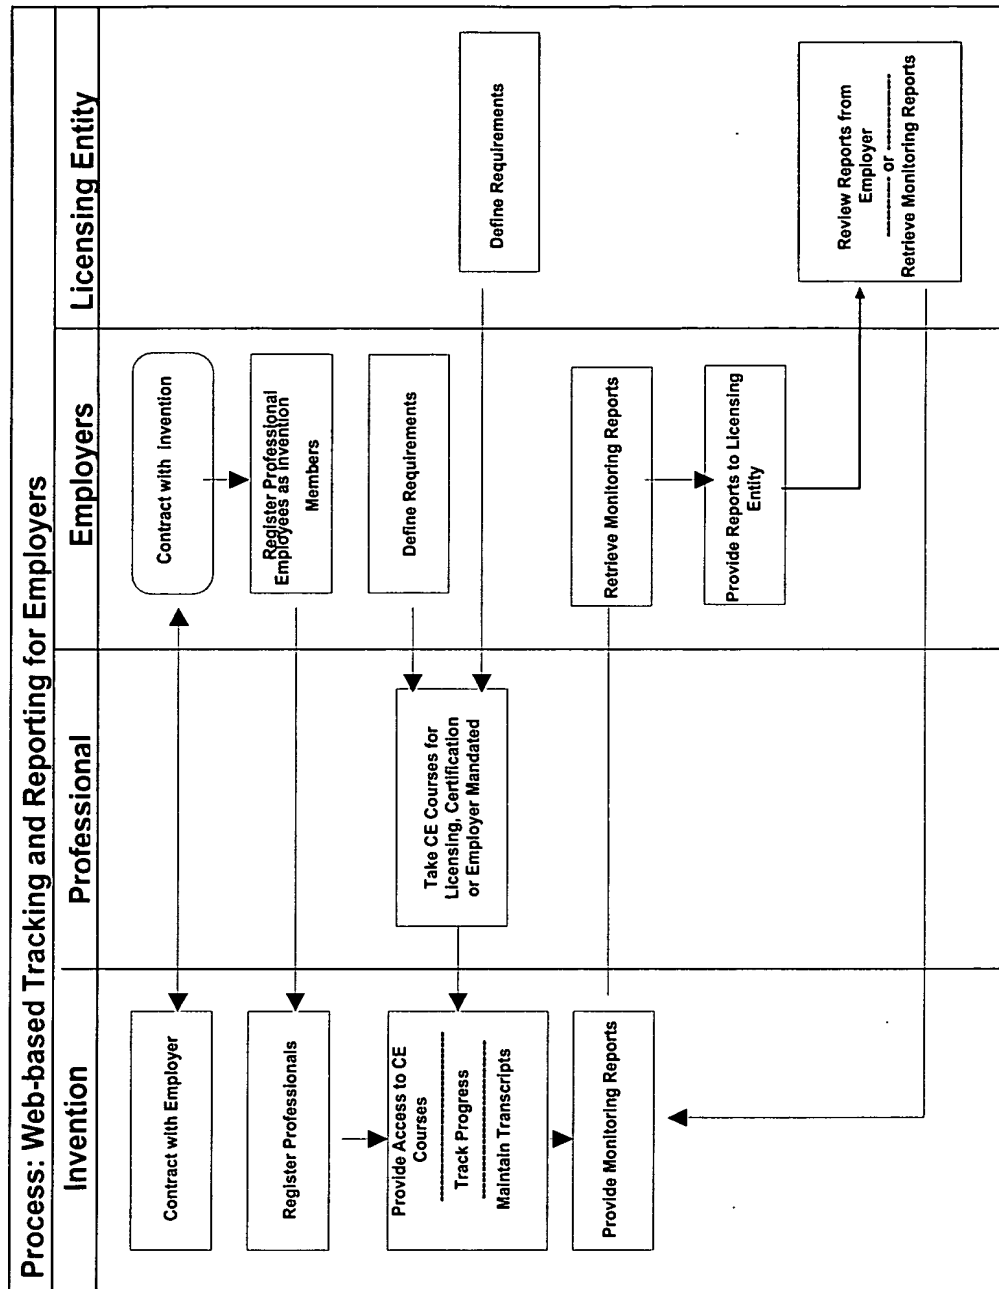 Process: Web-based Tracking and Reporting for Employers
Invention
Professional
Employers
Licensing Entity
Contract with Employer
Contract with Invention
Register Professionals
Register Professional
Employees as Invention
Members
Provide Access to CE
Courses
Track Progress
Maintain Transcripts
Take CE Courses for
Licensing, Certification
or Employer Mandated
Define Requirements
Define Requirements
Provide Monitoring Reports
Retrieve Monitoring Reports
Provide Reports to Licensing
Entity
Review Reports from
Employer
---------- or ------------
Retrieve Monitoring Reports